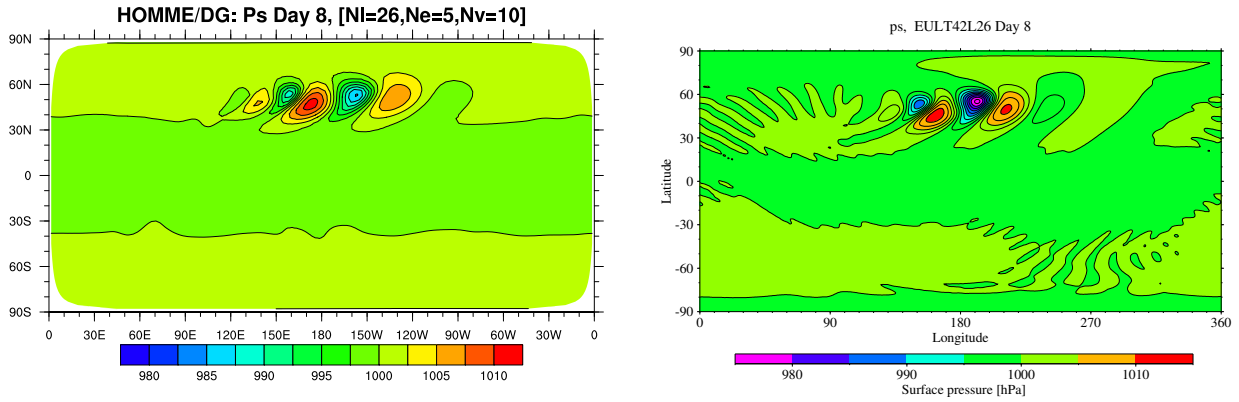 HOMME/DG: Ps Day 8, [Nl=26,Ne=5,Nv=10]
90N
60N
30N
0
30S
60S
90S
0 30E 60E 90E 120E 150E 180 150W 120W 90W 60W 30W 0
980 985 990 995 1000 1005 1010
ps, EULT42L26 Day 8
Latitude
90
60
30
0
-30
-60
-90
0 90 180 270 360
Longitude
980 990 1000 1010
Surface pressure [hPa]